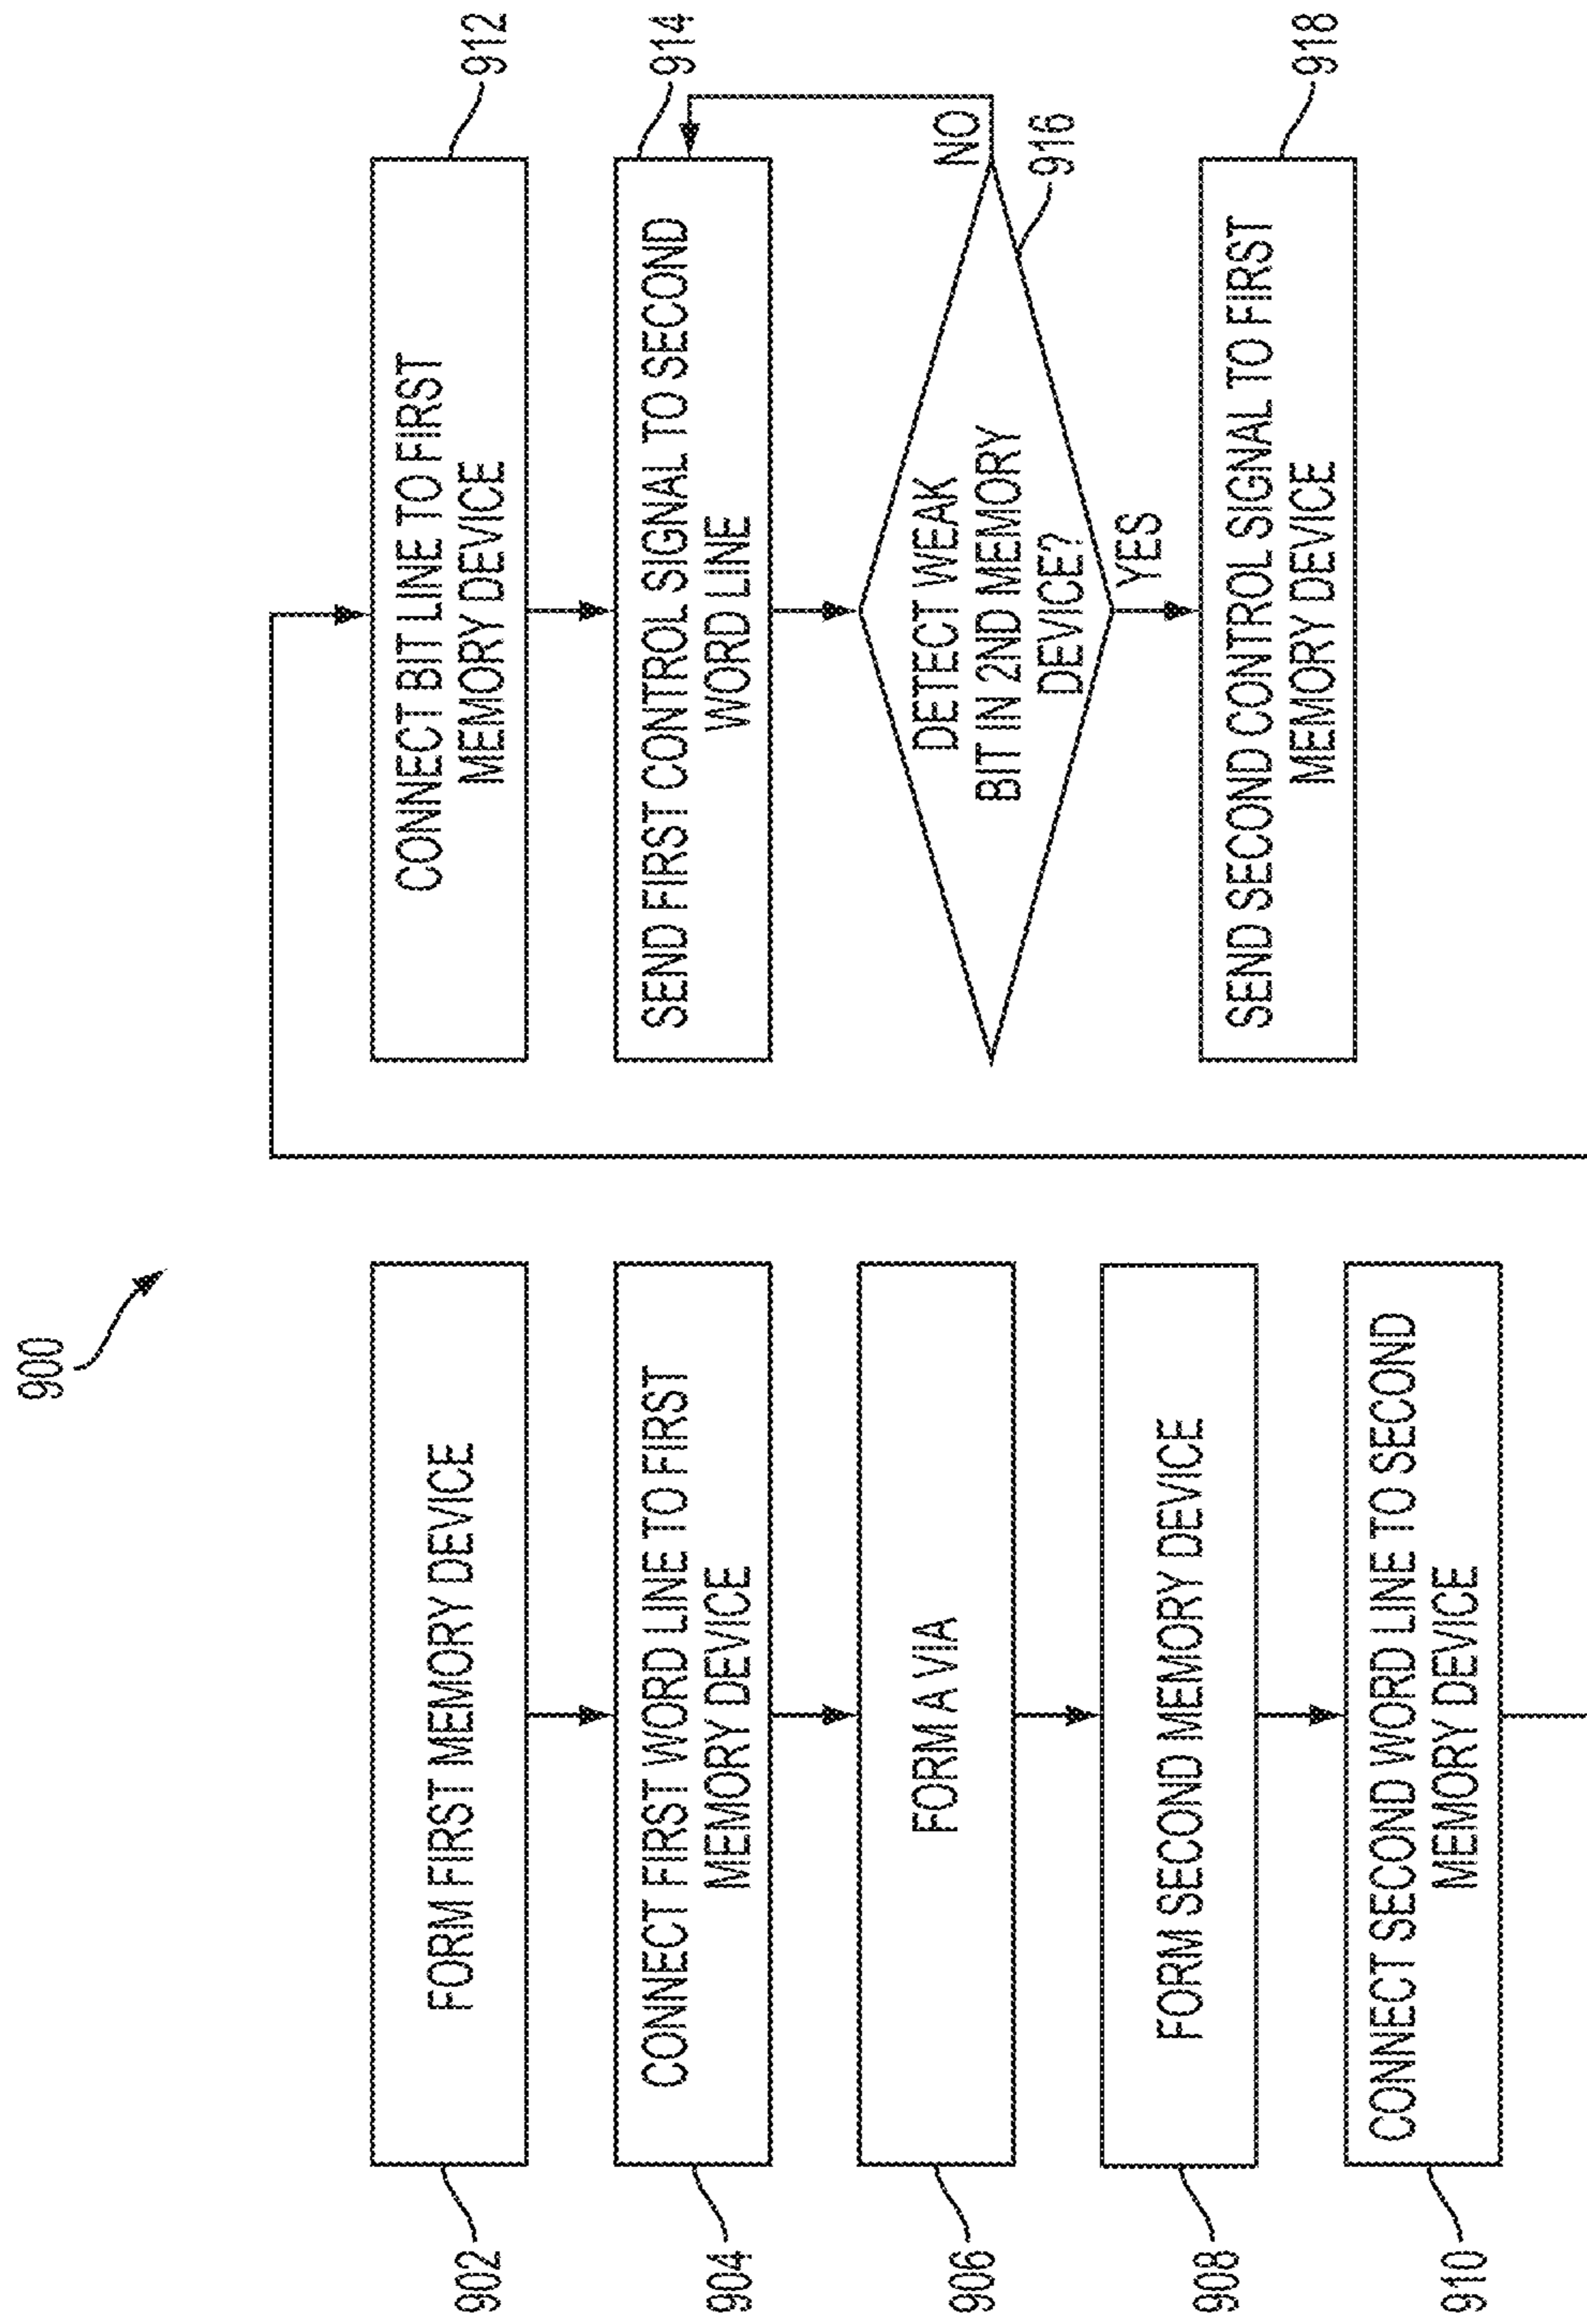 900
902
FORM FIRST MEMORY DEVICE
904
CONNECT FIRST WORD LINE TO FIRST
MEMORY DEVICE
906
FORM A VIA
908
FORM SECOND MEMORY DEVICE
910
CONNECT SECOND WORD LINE TO SECOND
MEMORY DEVICE
912
CONNECT BIT LINE TO FIRST
MEMORY DEVICE
914
SEND FIRST CONTROL SIGNAL TO SECOND
WORD LINE
916
DETECT WEAK
BIT IN 2ND MEMORY
DEVICE?
NO
YES
918
SEND SECOND CONTROL SIGNAL TO FIRST
MEMORY DEVICE